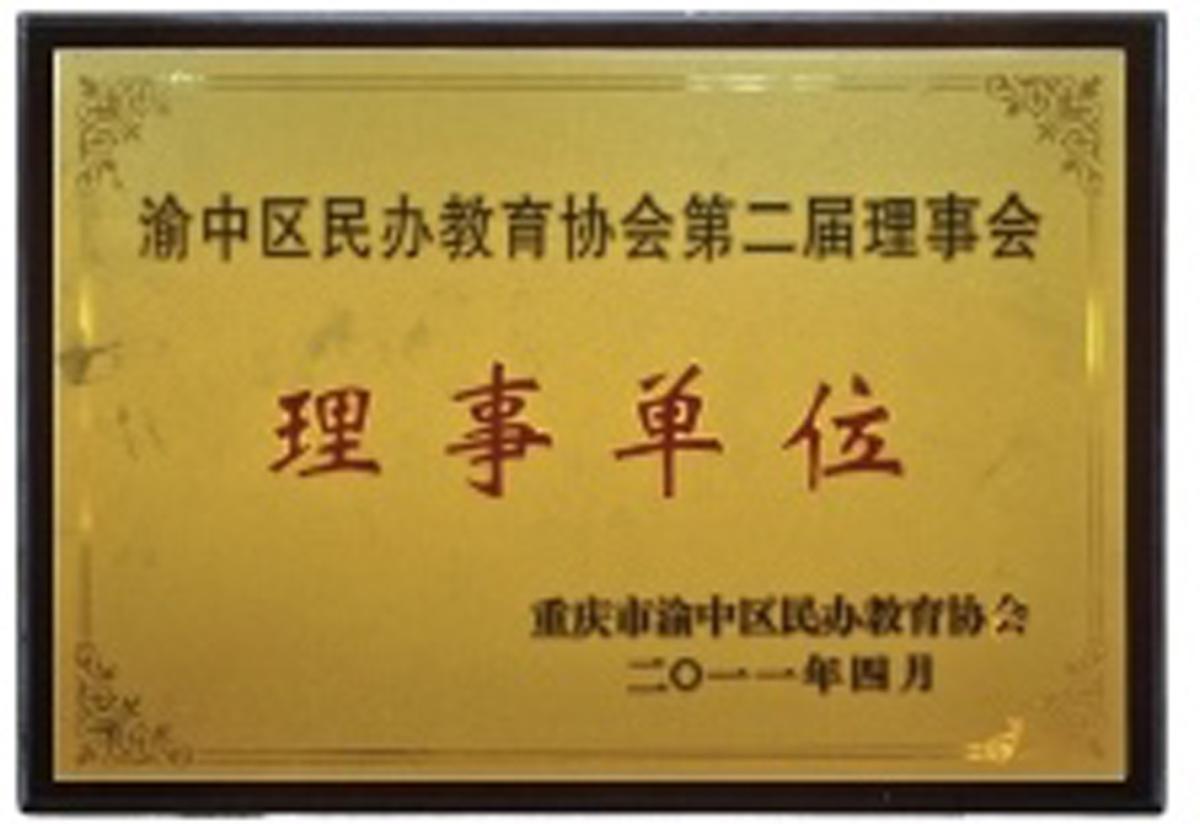 渝中区民办教育协会第二届理事会
理事单位
重庆市渝中区民办教育协会
二〇一一年四月